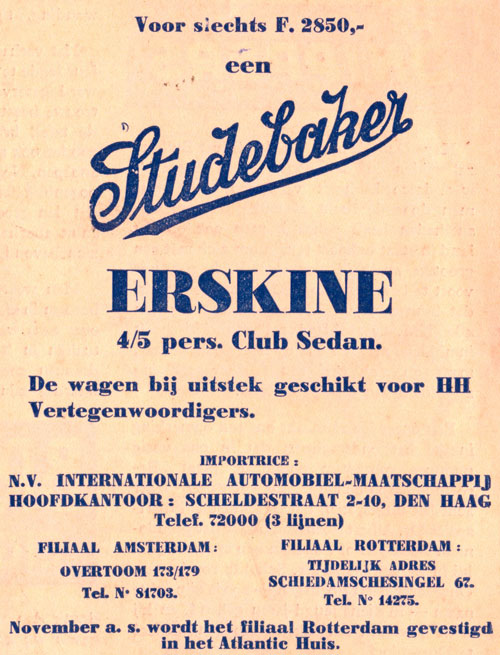 Voor slechts F. 2850,-
een
Studebaker
ERSKINE
4/5 pers. Club Sedan.
De wagen bij uitstek geschikt voor HH
Vertegenwoordigers.
IMPORTRICE :
N.V. INTERNATIONALE AUTOMOBIEL-MAATSCHAPPIJ
HOOFDKANTOOR : SCHELDESTRAAT 2-10, DEN HAAG
Telef. 72000 (3 lijnen)
FILIAAL AMSTERDAM :
OVERTOOM 173/179
Tel. No 81703.
FILIAAL ROTTERDAM :
TIJDELIJK ADRES
SCHIEDAMSCHESINGEL 67.
Tel. No 14275.
November a. s. wordt het filiaal Rotterdam gevestigd
in het Atlantic Huis.